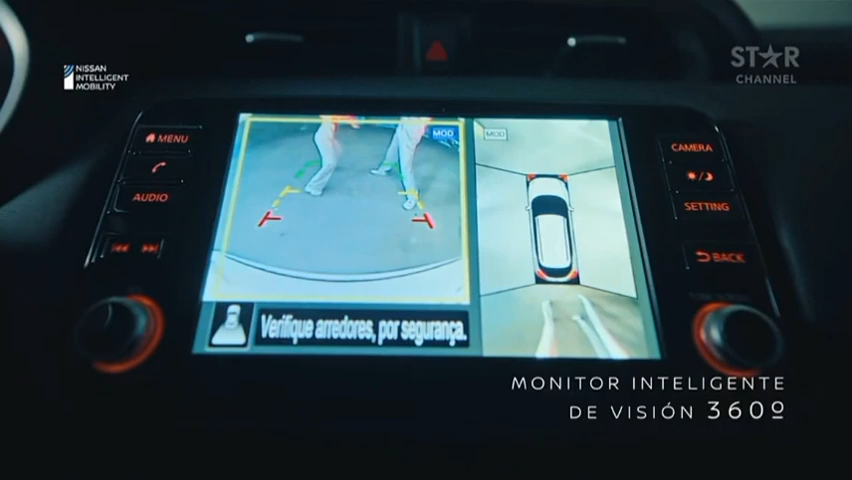 NISSAN
INTELLIGENT
MOBILITY
STAR
CHANNEL
MENU
AUDIO
MOD
MOD
CAMERA
SETTING
BACK
Verifique arredores, por segurança.
MONITOR INTELIGENTE
DE VISIÓN 360º